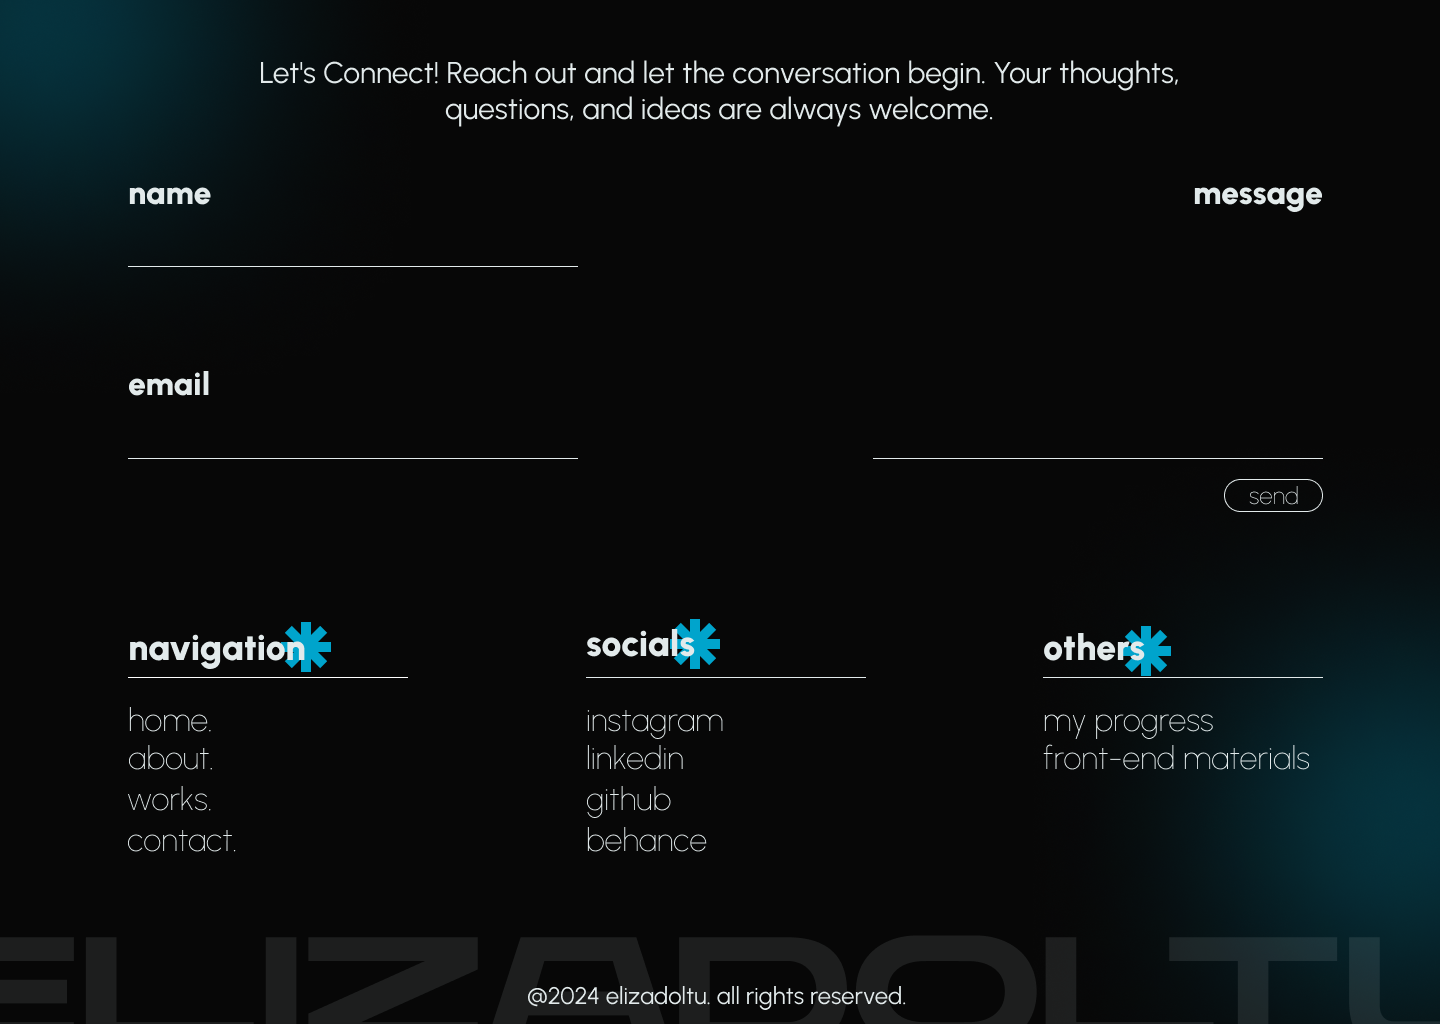 Let's Connect! Reach out and let the conversation begin. Your thoughts,
questions, and ideas are always welcome.
name
message
email
send
navigation
home.
about.
works.
contact.
socials
instagram
linkedin
github
behance
others
my progress
front-end materials
ELIZADOLTU
@2024 elizadoltu. all rights reserved.